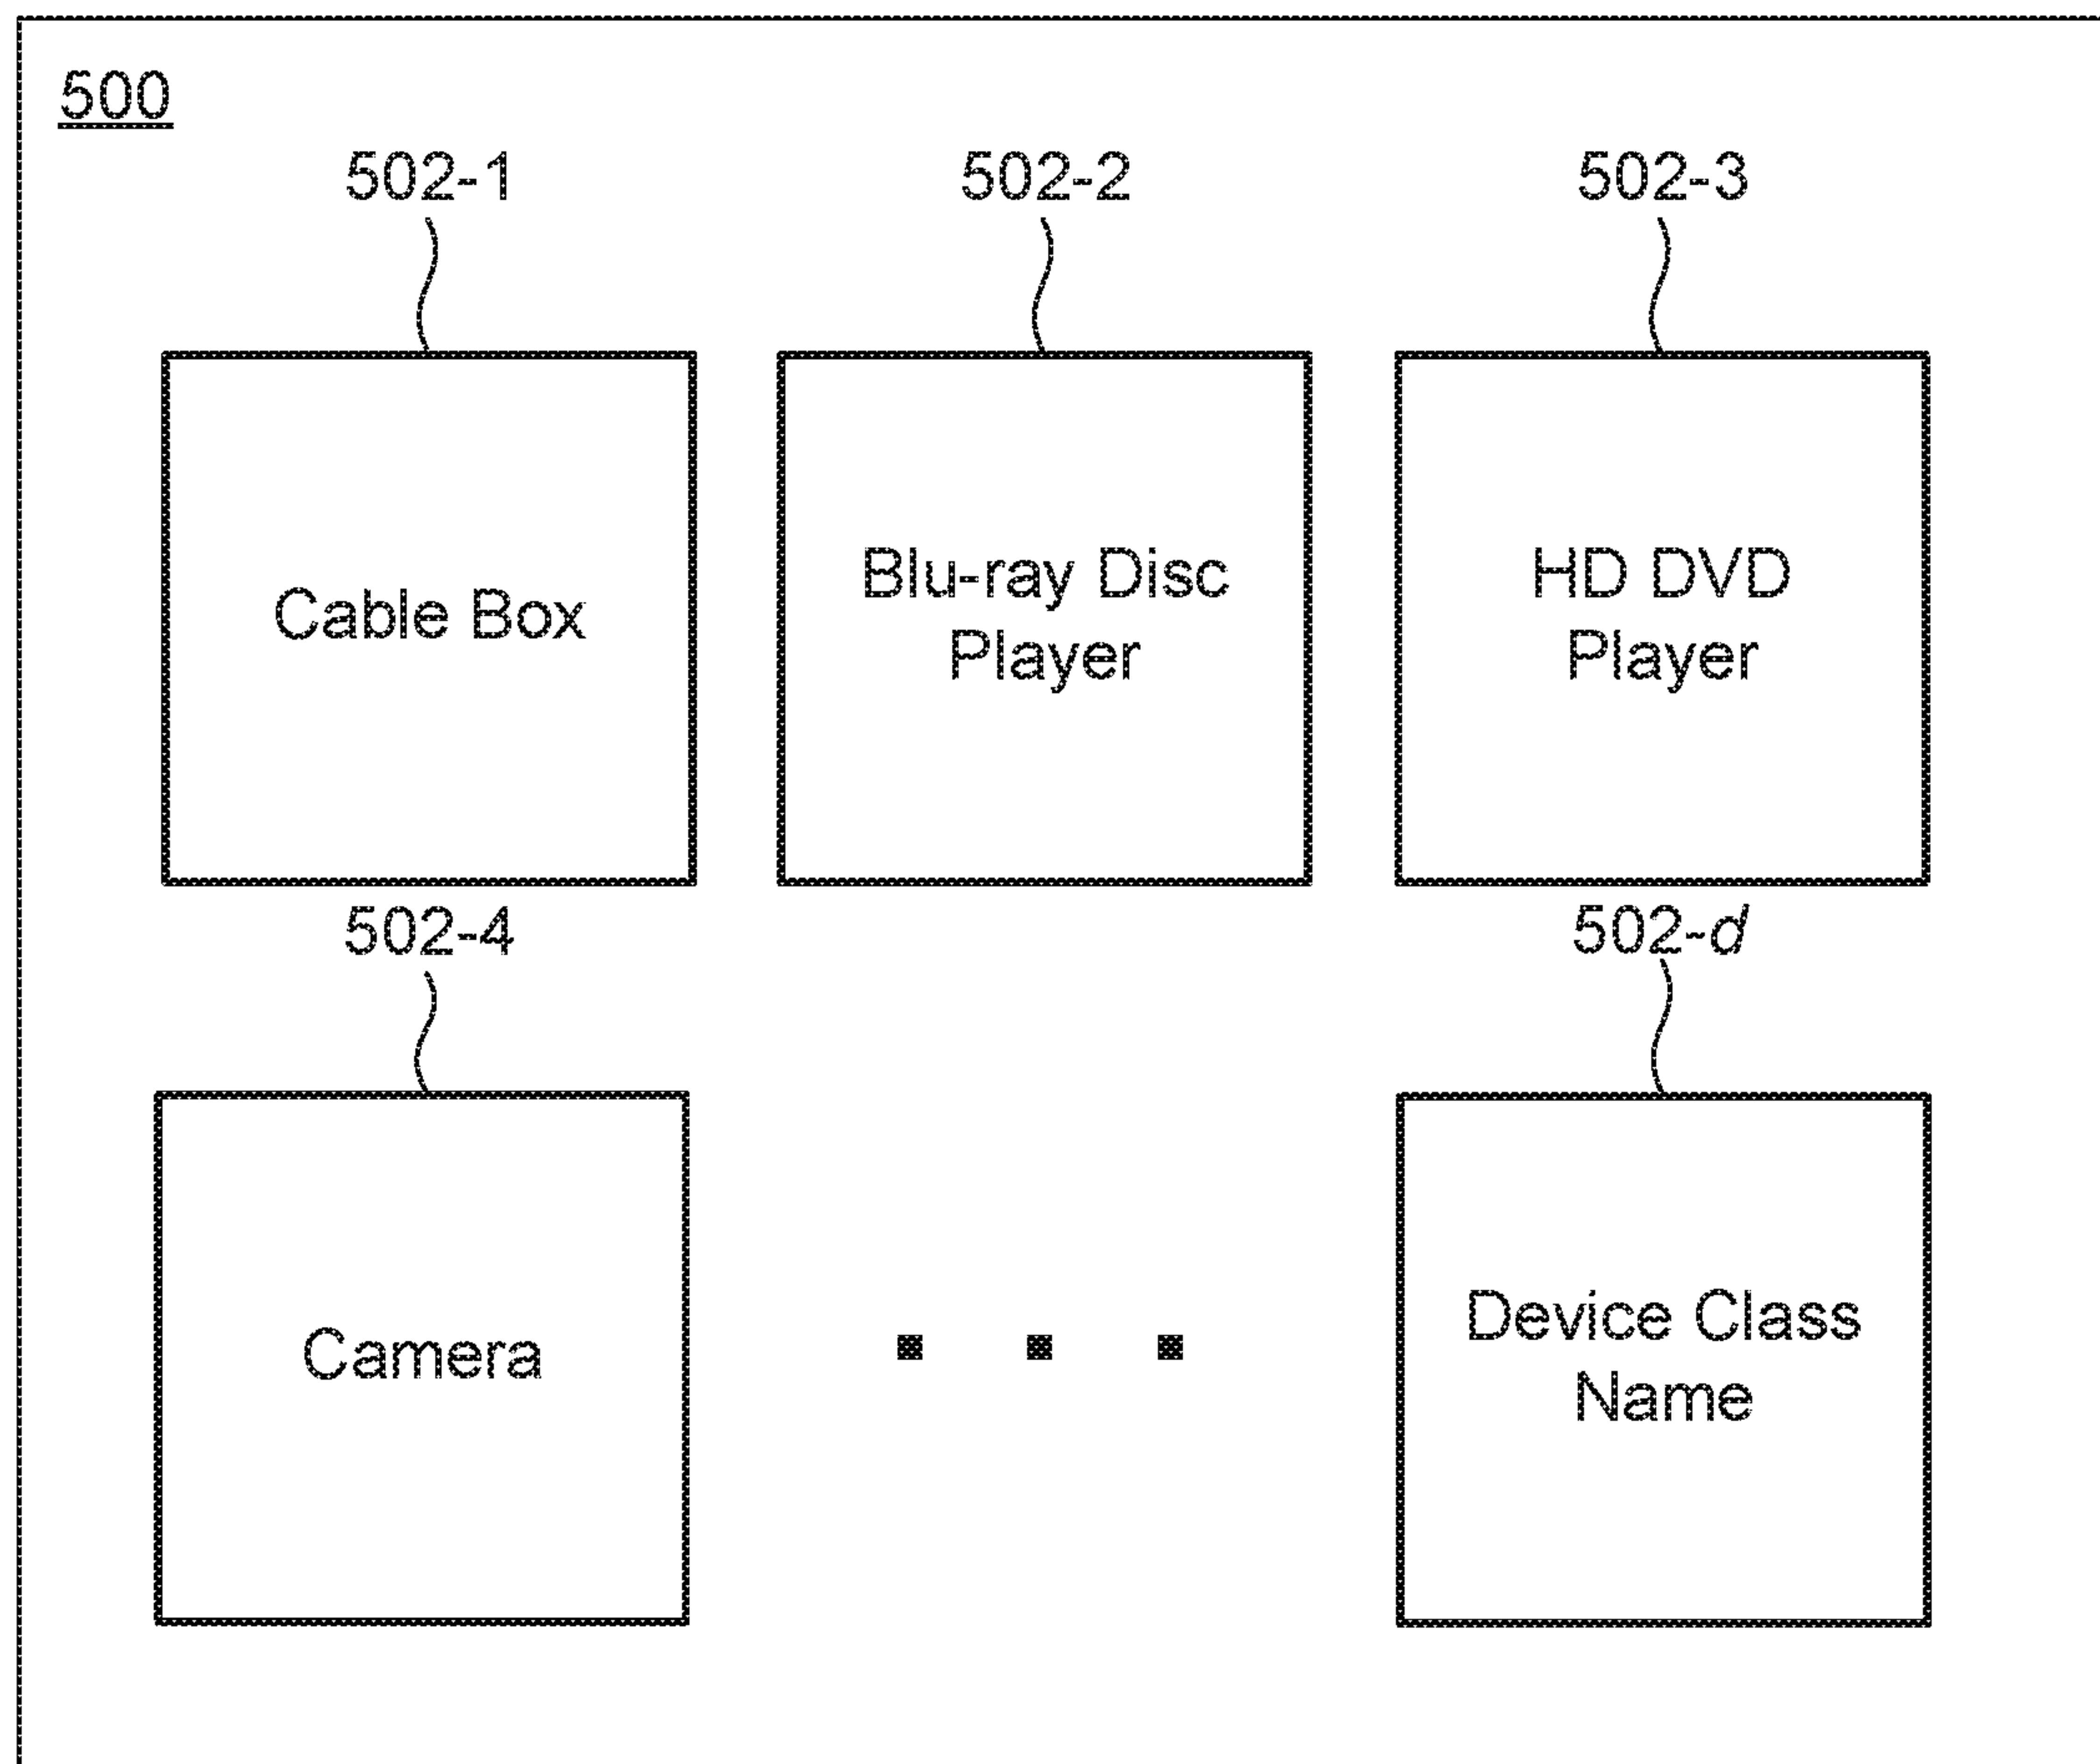 500
502-1 502-2 502-3
Cable Box
Blu-ray Disc
Player
HD DVD
Player
502-4 502-d
Camera
Device Class
Name